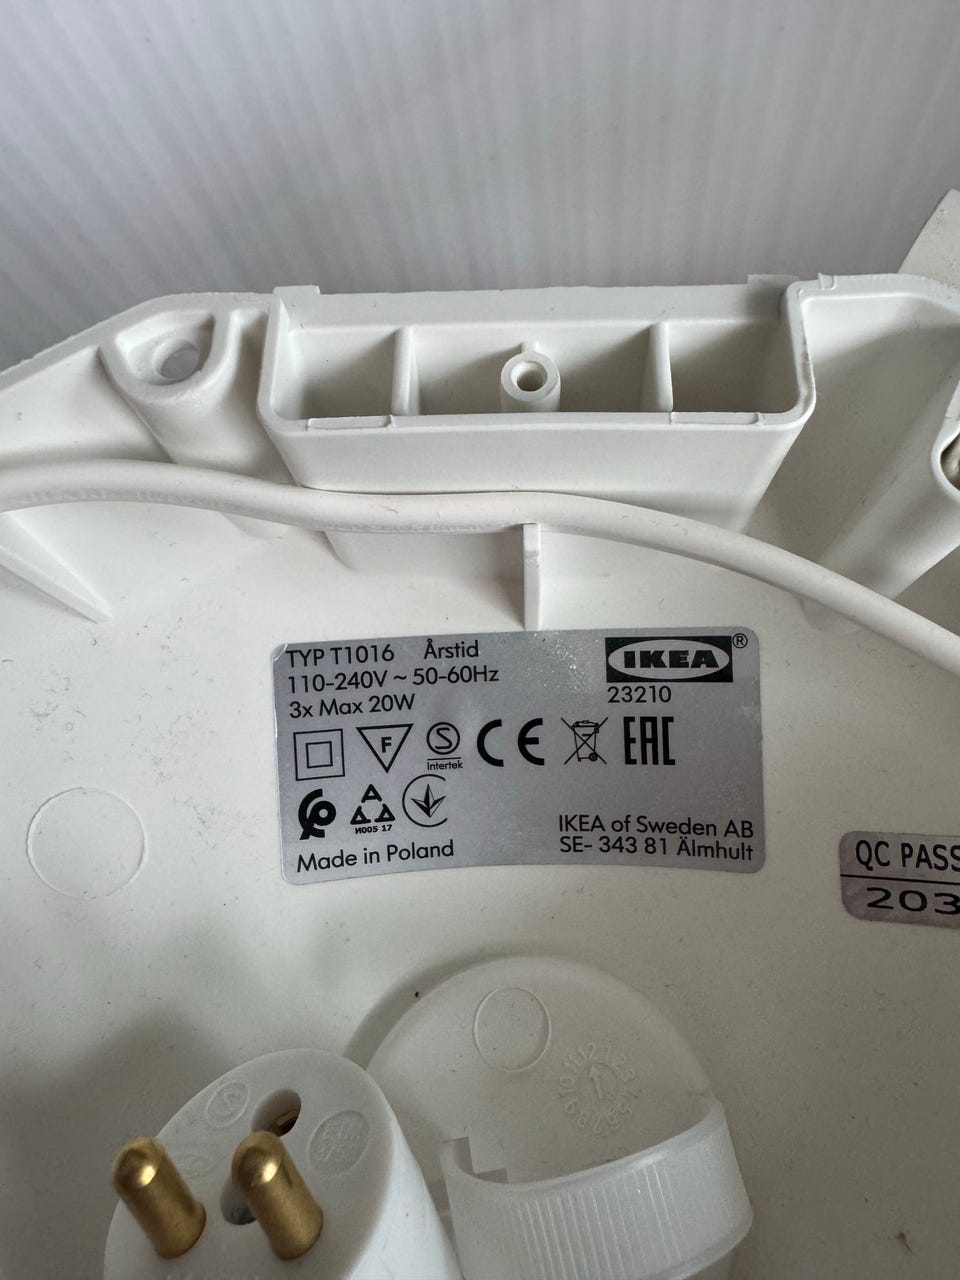 TYP T1016 Årstid
110-240V ~ 50-60Hz
3x Max 20W
IKEA®
23210
F
S
Intertek
CE
EAC
И005 17
Made in Poland
IKEA of Sweden AB
SE- 343 81 Älmhult
QC PASS
203